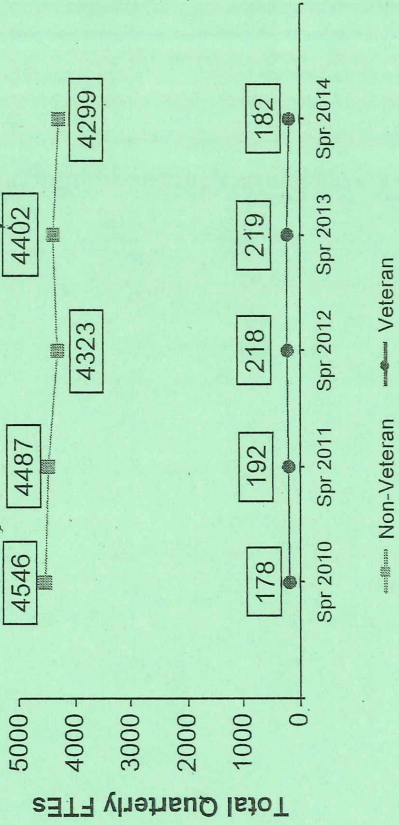 Total Quarterly FTEs
5000
4000
3000
2000
1000
0
4546
4487
4323
4402
4299
178
192
218
219
182
Spr 2010
Spr 2011
Spr 2012
Spr 2013
Spr 2014
Non-Veteran
Veteran